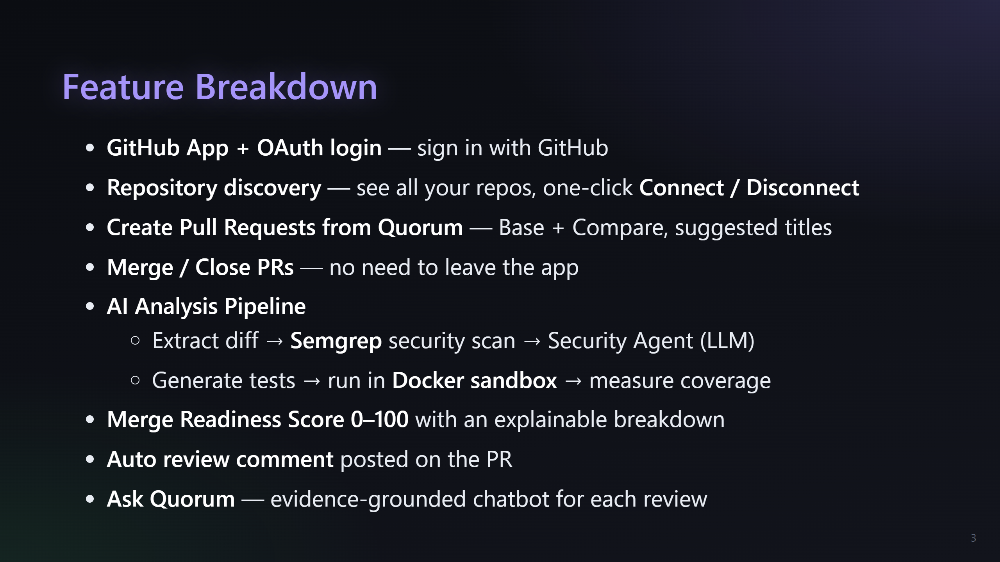 Feature Breakdown
• GitHub App + OAuth login — sign in with GitHub
• Repository discovery — see all your repos, one-click Connect / Disconnect
• Create Pull Requests from Quorum — Base + Compare, suggested titles
• Merge / Close PRs — no need to leave the app
• AI Analysis Pipeline
○ Extract diff → Semgrep security scan → Security Agent (LLM)
○ Generate tests → run in Docker sandbox → measure coverage
• Merge Readiness Score 0–100 with an explainable breakdown
• Auto review comment posted on the PR
• Ask Quorum — evidence-grounded chatbot for each review
3